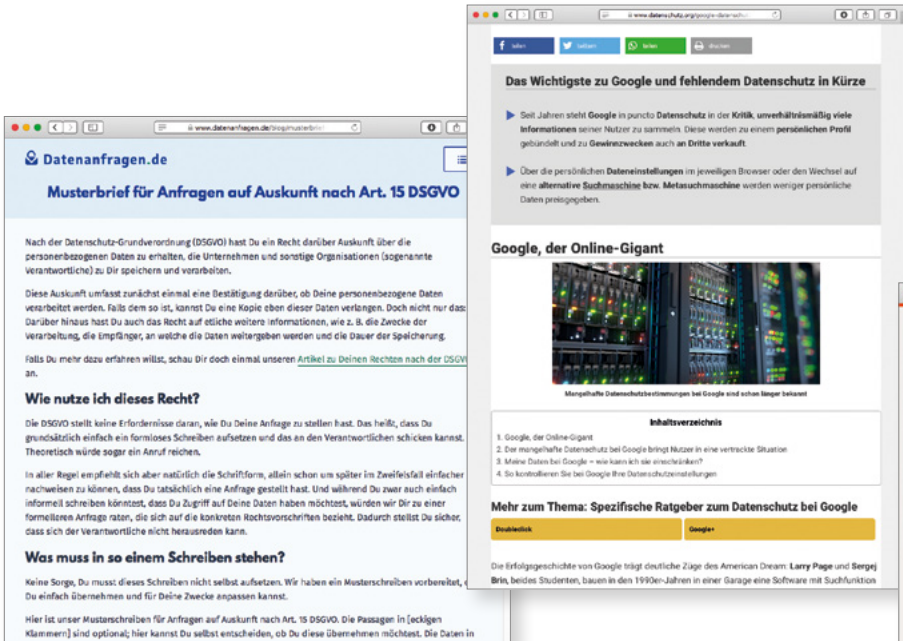 www.datenanfragen.de/blog/musterbrief
Datenanfragen.de
Musterbrief für Anfragen auf Auskunft nach Art. 15 DSGVO
Nach der Datenschutz-Grundverordnung (DSGVO) hast Du ein Recht darüber Auskunft über die
personenbezogenen Daten zu erhalten, die Unternehmen und sonstige Organisationen (sogenannte
Verantwortliche) zu Dir speichern und verarbeiten.
Diese Auskunft umfasst zunächst einmal eine Bestätigung darüber, ob Deine personenbezogene Daten
verarbeitet werden. Falls dem so ist, kannst Du eine Kopie eben dieser Daten verlangen. Doch nicht nur das:
Darüber hinaus hast Du auch das Recht auf etliche weitere Informationen, wie z. B. die Zwecke der
Verarbeitung, die Empfänger, an welche die Daten weitergeben werden und die Dauer der Speicherung.
Falls Du mehr dazu erfahren willst, schau Dir doch einmal unseren Artikel zu Deinen Rechten nach der DSGV
an.
Wie nutze ich dieses Recht?
Die DSGVO stellt keine Erfordernisse daran, wie Du Deine Anfrage zu stellen hast. Das heißt, dass Du
grundsätzlich einfach ein formloses Schreiben aufsetzen und das an den Verantwortlichen schicken kannst.
Theoretisch würde sogar ein Anruf reichen.
In aller Regel empfiehlt sich aber natürlich die Schriftform, allein schon um später im Zweifelsfall einfacher
nachweisen zu können, dass Du tatsächlich eine Anfrage gestellt hast. Und während Du zwar auch einfach
informell schreiben könntest, dass Du Zugriff auf Deine Daten haben möchtest, würden wir Dir zu einer
formelleren Anfrage raten, die sich auf die konkreten Rechtsvorschriften bezieht. Dadurch stellst Du sicher,
dass sich der Verantwortliche nicht herausreden kann.
Was muss in so einem Schreiben stehen?
Keine Sorge, Du musst dieses Schreiben nicht selbst aufsetzen. Wir haben ein Musterschreiben vorbereitet,
Du einfach übernehmen und für Deine Zwecke anpassen kannst.
Hier ist unser Musterschreiben für Anfragen auf Auskunft nach Art. 15 DSGVO. Die Passagen in [eckigen
Klammern] sind optional; hier kannst Du selbst entscheiden, ob Du diese übernehmen möchtest. Die Daten in
www.datenschutz.org/google-datenschut
teilen twittern teilen drucken
Das Wichtigste zu Google und fehlendem Datenschutz in Kürze
Seit Jahren steht Google in puncto Datenschutz in der Kritik, unverhältnismäßig viele
Informationen seiner Nutzer zu sammeln. Diese werden zu einem persönlichen Profil
gebündelt und zu Gewinnzwecken auch an Dritte verkauft.
Über die persönlichen Dateneinstellungen im jeweiligen Browser oder den Wechsel auf
eine alternative Suchmaschine bzw. Metasuchmaschine werden weniger persönliche
Daten preisgegeben.
Google, der Online-Gigant
Mangelhafte Datenschutzbestimmungen bei Google sind schon länger bekannt
Inhaltsverzeichnis
1. Google, der Online-Gigant
2. Der mangelhafte Datenschutz bei Google bringt Nutzer in eine vertrackte Situation
3. Meine Daten bei Google – wie kann ich sie einschränken?
4. So kontrollieren Sie bei Google Ihre Datenschutzeinstellungen
Mehr zum Thema: Spezifische Ratgeber zum Datenschutz bei Google
Doubleclick
Google+
Die Erfolgsgeschichte von Google trägt deutliche Züge des American Dream: Larry Page und Sergej
Brin, beides Studenten, bauen in den 1990er-Jahren in einer Garage eine Software mit Suchfunktion